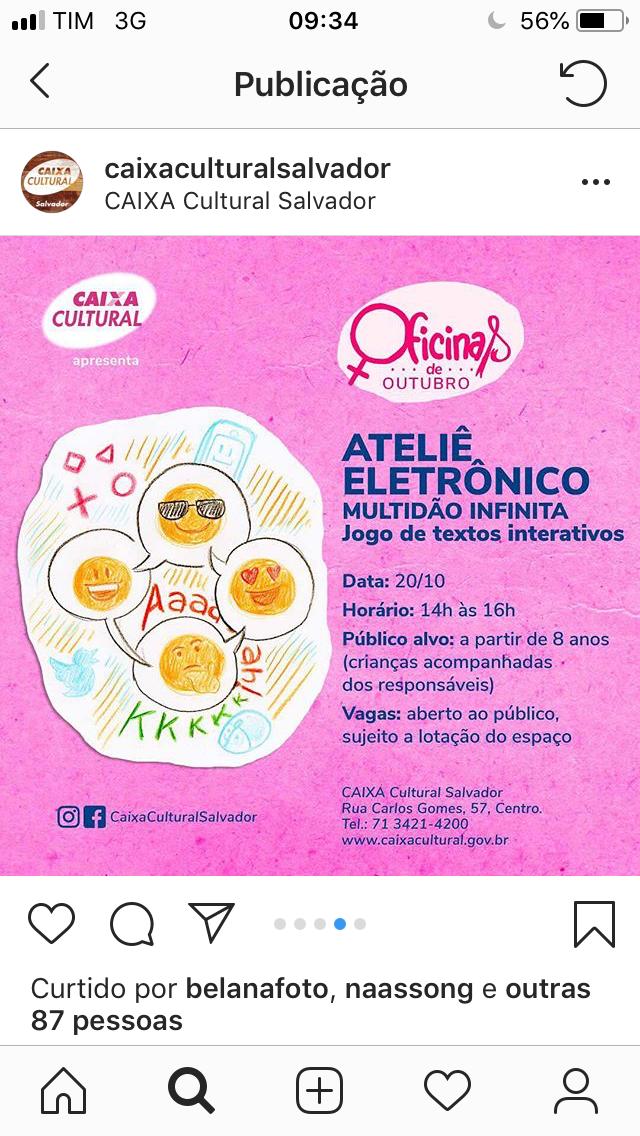 TIM 3G 09:34 56%
Publicação
CAIXA
CULTURAL
Salvador
caixaculturalsalvador
CAIXA Cultural Salvador
CAIXA
CULTURAL
apresenta
Oficinas
de
OUTUBRO
ATELIÊ
ELETRÔNICO
MULTIDÃO INFINITA
Jogo de textos interativos
Data: 20/10
Horário: 14h às 16h
Público alvo: a partir de 8 anos
(crianças acompanhadas
dos responsáveis)
Vagas: aberto ao público,
sujeito a lotação do espaço
Aaaa
ah!
KKKKKK
CaixaCulturalSalvador
CAIXA Cultural Salvador
Rua Carlos Gomes, 57, Centro.
Tel.: 71 3421-4200
www.caixacultural.gov.br
Curtido por belanafoto, naassong e outras
87 pessoas